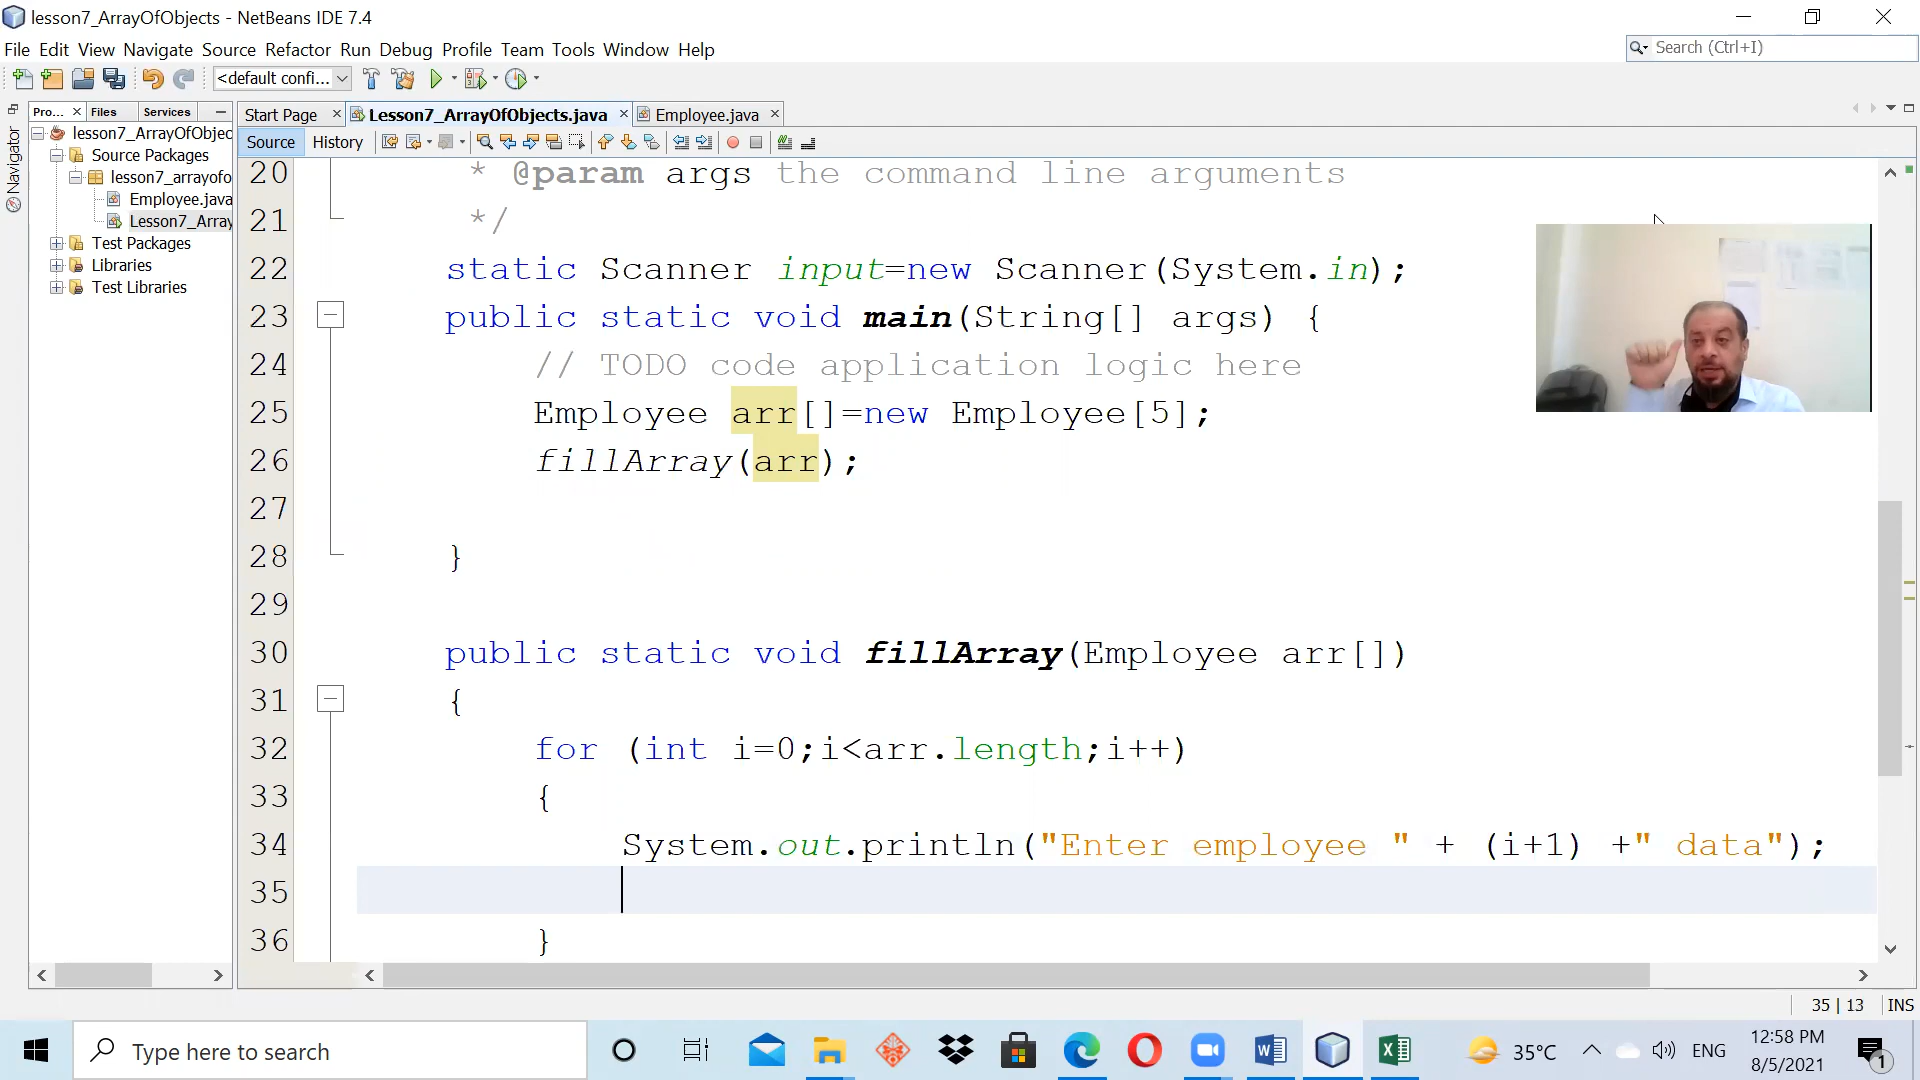 lesson7_ArrayOfObjects - NetBeans IDE 7.4
File Edit View Navigate Source Refactor Run Debug Profile Team Tools Window Help
Search (Ctrl+I)
<default confi...
Pro... Files Services
Start Page Lesson7_ArrayOfObjects.java Employee.java
Navigator
lesson7_ArrayOfObjec
Source Packages
lesson7_arrayofo
Employee.java
Lesson7_Array
Test Packages
Libraries
Test Libraries
Source History
20 * @param args the command line arguments
21 */
22 static Scanner input=new Scanner(System.in);
23 public static void main(String[] args) {
24 // TODO code application logic here
25 Employee arr[]=new Employee[5];
26 fillArray(arr);
27
28 }
29
30 public static void fillArray(Employee arr[])
31 {
32 for (int i=0;i<arr.length;i++)
33 {
34 System.out.println("Enter employee " + (i+1) +" data");
35
36 }
35 | 13 INS
Type here to search
35°C
ENG
12:58 PM
8/5/2021
1